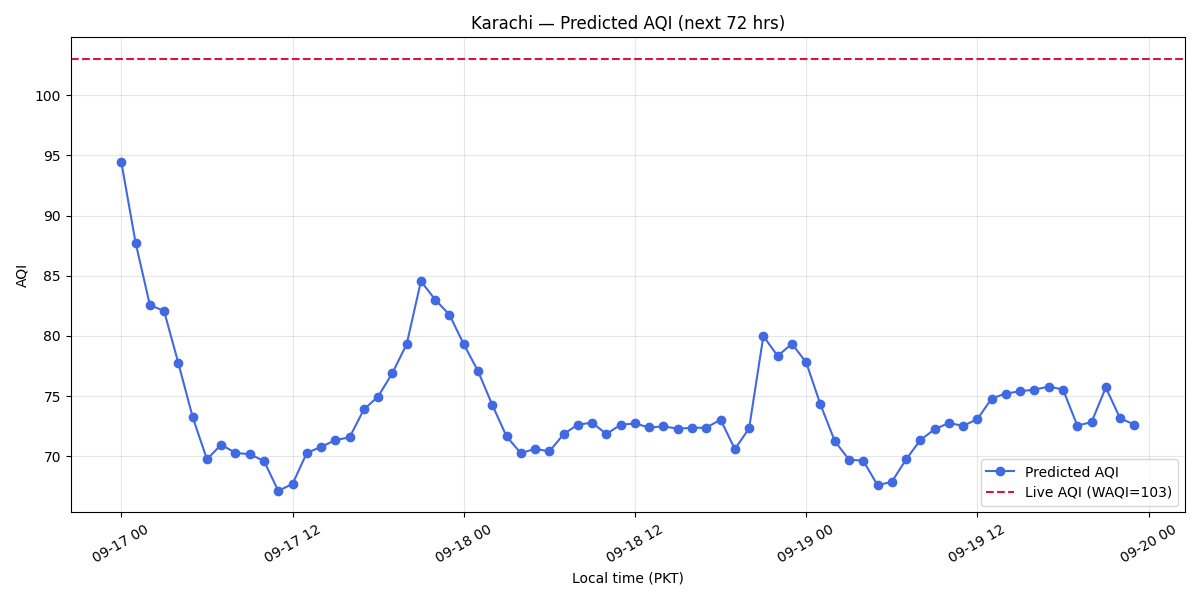 Karachi — Predicted AQI (next 72 hrs)
AQI
100
95
90
85
80
75
70
Predicted AQI
Live AQI (WAQI=103)
09-17 00
09-17 12
09-18 00
09-18 12
09-19 00
09-19 12
09-20 00
Local time (PKT)